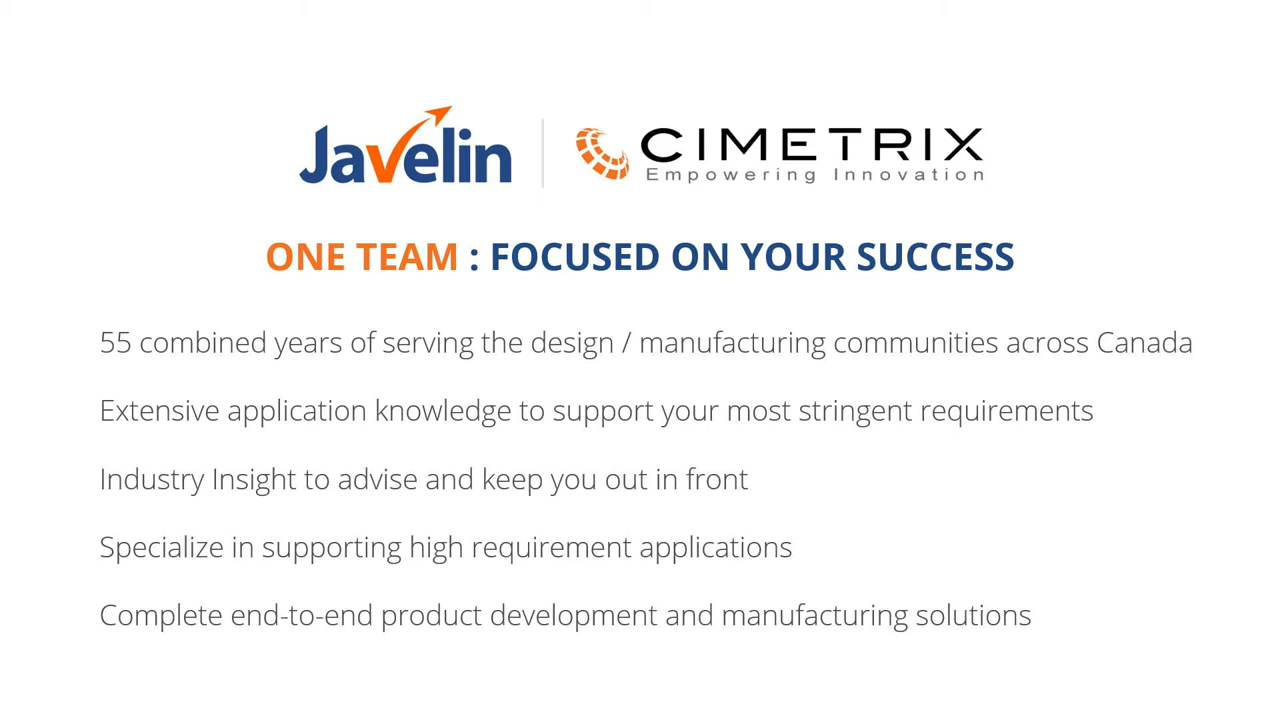 Javelin
CIMETRIX
Empowering Innovation
ONE TEAM : FOCUSED ON YOUR SUCCESS
55 combined years of serving the design / manufacturing communities across Canada
Extensive application knowledge to support your most stringent requirements
Industry Insight to advise and keep you out in front
Specialize in supporting high requirement applications
Complete end-to-end product development and manufacturing solutions